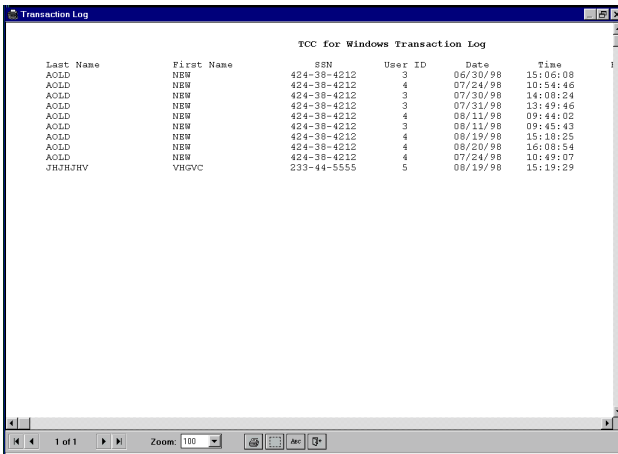 Transaction Log
TCC for Windows Transaction Log
Last Name First Name SSN User ID Date Time
AOLD NEW 424-38-4212 3 06/30/98 15:06:08
AOLD NEW 424-38-4212 4 07/24/98 10:54:46
AOLD NEW 424-38-4212 3 07/30/98 14:08:24
AOLD NEW 424-38-4212 3 07/31/98 13:49:46
AOLD NEW 424-38-4212 4 08/11/98 09:44:02
AOLD NEW 424-38-4212 3 08/11/98 09:45:43
AOLD NEW 424-38-4212 4 08/19/98 15:18:25
AOLD NEW 424-38-4212 4 08/20/98 16:08:54
AOLD NEW 424-38-4212 4 07/24/98 10:49:07
JHJHJHV VHGVC 233-44-5555 5 08/19/98 15:19:29
1 of 1 Zoom: 100